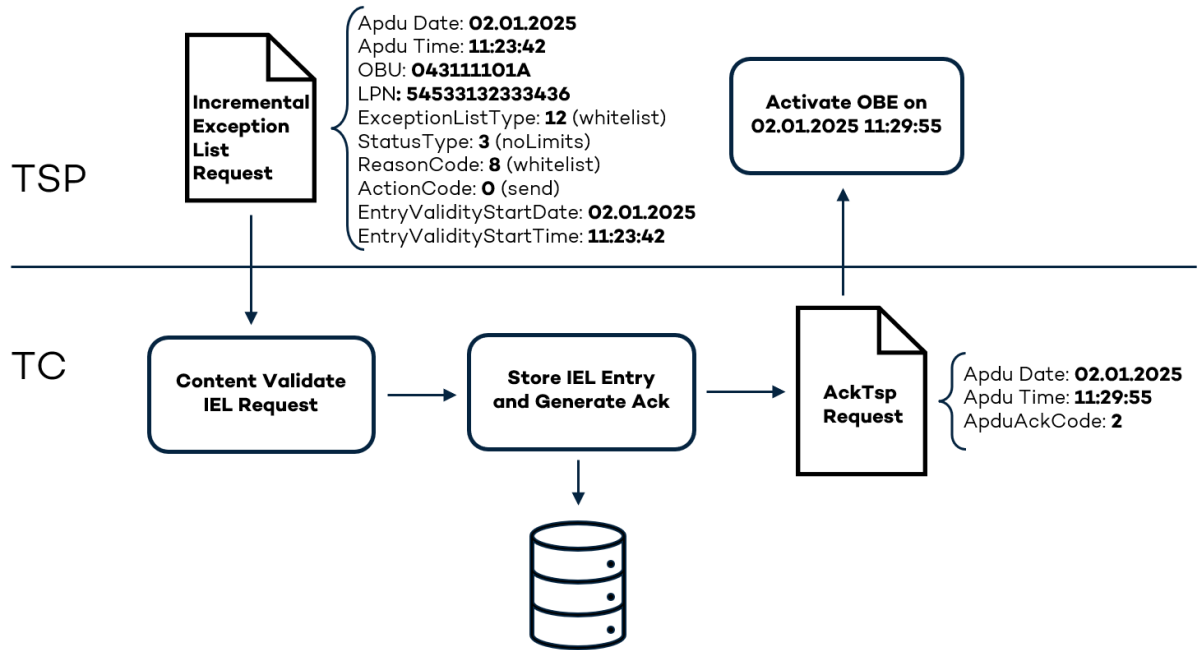 Incremental
Exception
List
Request
Apdu Date: 02.01.2025
Apdu Time: 11:23:42
OBU: 043111101A
LPN: 54533132333436
ExceptionListType: 12 (whitelist)
StatusType: 3 (noLimits)
ReasonCode: 8 (whitelist)
ActionCode: 0 (send)
EntryValidityStartDate: 02.01.2025
EntryValidityStartTime: 11:23:42
Activate OBE on
02.01.2025 11:29:55
TSP
TC
Content Validate
IEL Request
Store IEL Entry
and Generate Ack
AckTsp
Request
Apdu Date: 02.01.2025
Apdu Time: 11:29:55
ApduAckCode: 2